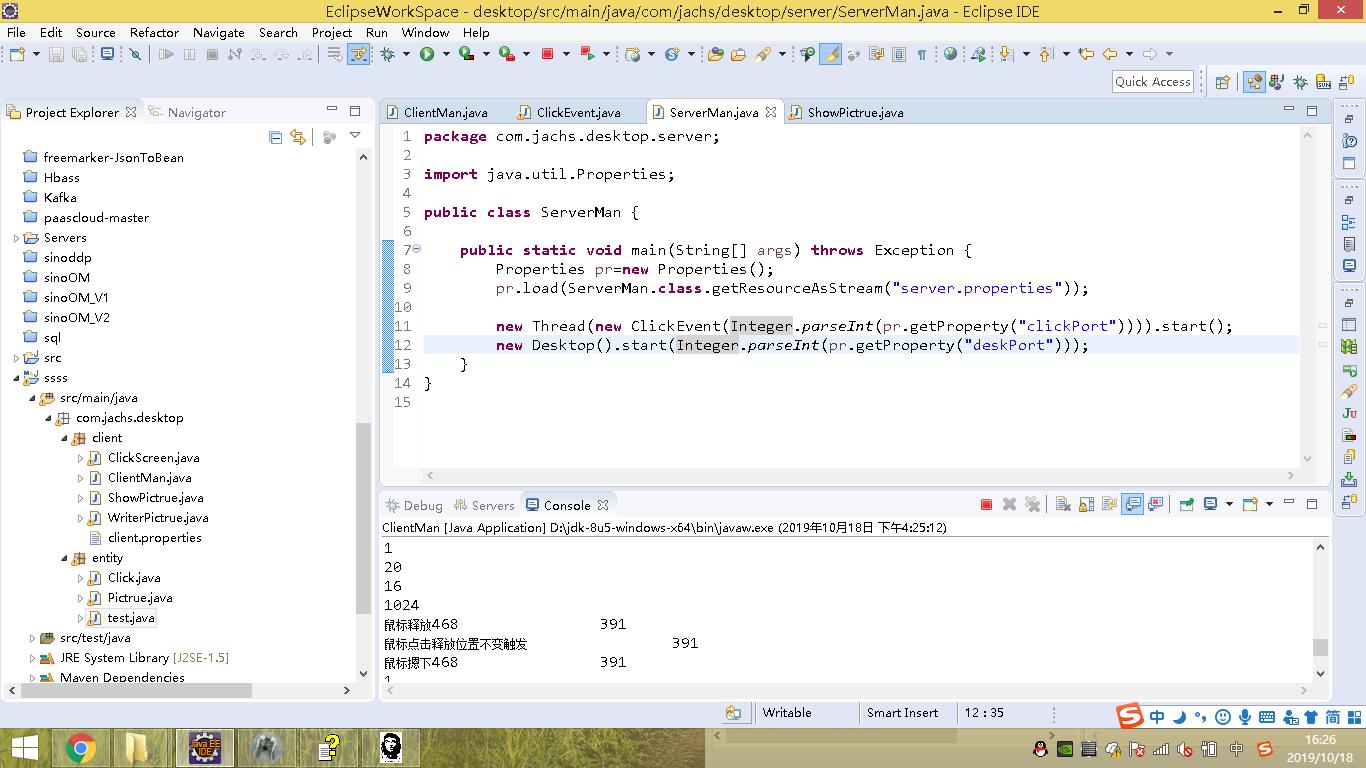 EclipseWorkSpace - desktop/src/main/java/com/jachs/desktop/server/ServerMan.java - Eclipse IDE
File Edit Source Refactor Navigate Search Project Run Window Help
Quick Access
Project Explorer Navigator
freemarker-JsonToBean
Hbass
Kafka
paascloud-master
Servers
sinoddp
sinoOM
sinoOM_V1
sinoOM_V2
sql
src
ssss
src/main/java
com.jachs.desktop
client
ClickScreen.java
ClientMan.java
ShowPictrue.java
WriterPictrue.java
client.properties
entity
Click.java
Pictrue.java
test.java
src/test/java
JRE System Library [J2SE-1.5]
Maven Dependencies
ClientMan.java ClickEvent.java ServerMan.java ShowPictrue.java
1 package com.jachs.desktop.server;
2
3 import java.util.Properties;
4
5 public class ServerMan {
6
7 public static void main(String[] args) throws Exception {
8 Properties pr=new Properties();
9 pr.load(ServerMan.class.getResourceAsStream("server.properties"));
10
11 new Thread(new ClickEvent(Integer.parseInt(pr.getProperty("clickPort")))).start();
12 new Desktop().start(Integer.parseInt(pr.getProperty("deskPort")));
13 }
14 }
15
Debug Servers Console
ClientMan [Java Application] D:\jdk-8u5-windows-x64\bin\javaw.exe (2019年10月18日 下午4:25:12)
1
20
16
1024
鼠标释放468 391
鼠标点击释放位置不变触发 391
鼠标摁下468 391
1
Writable Smart Insert 12 : 35
中 简
Java EE
IDE
中
16:26
2019/10/18